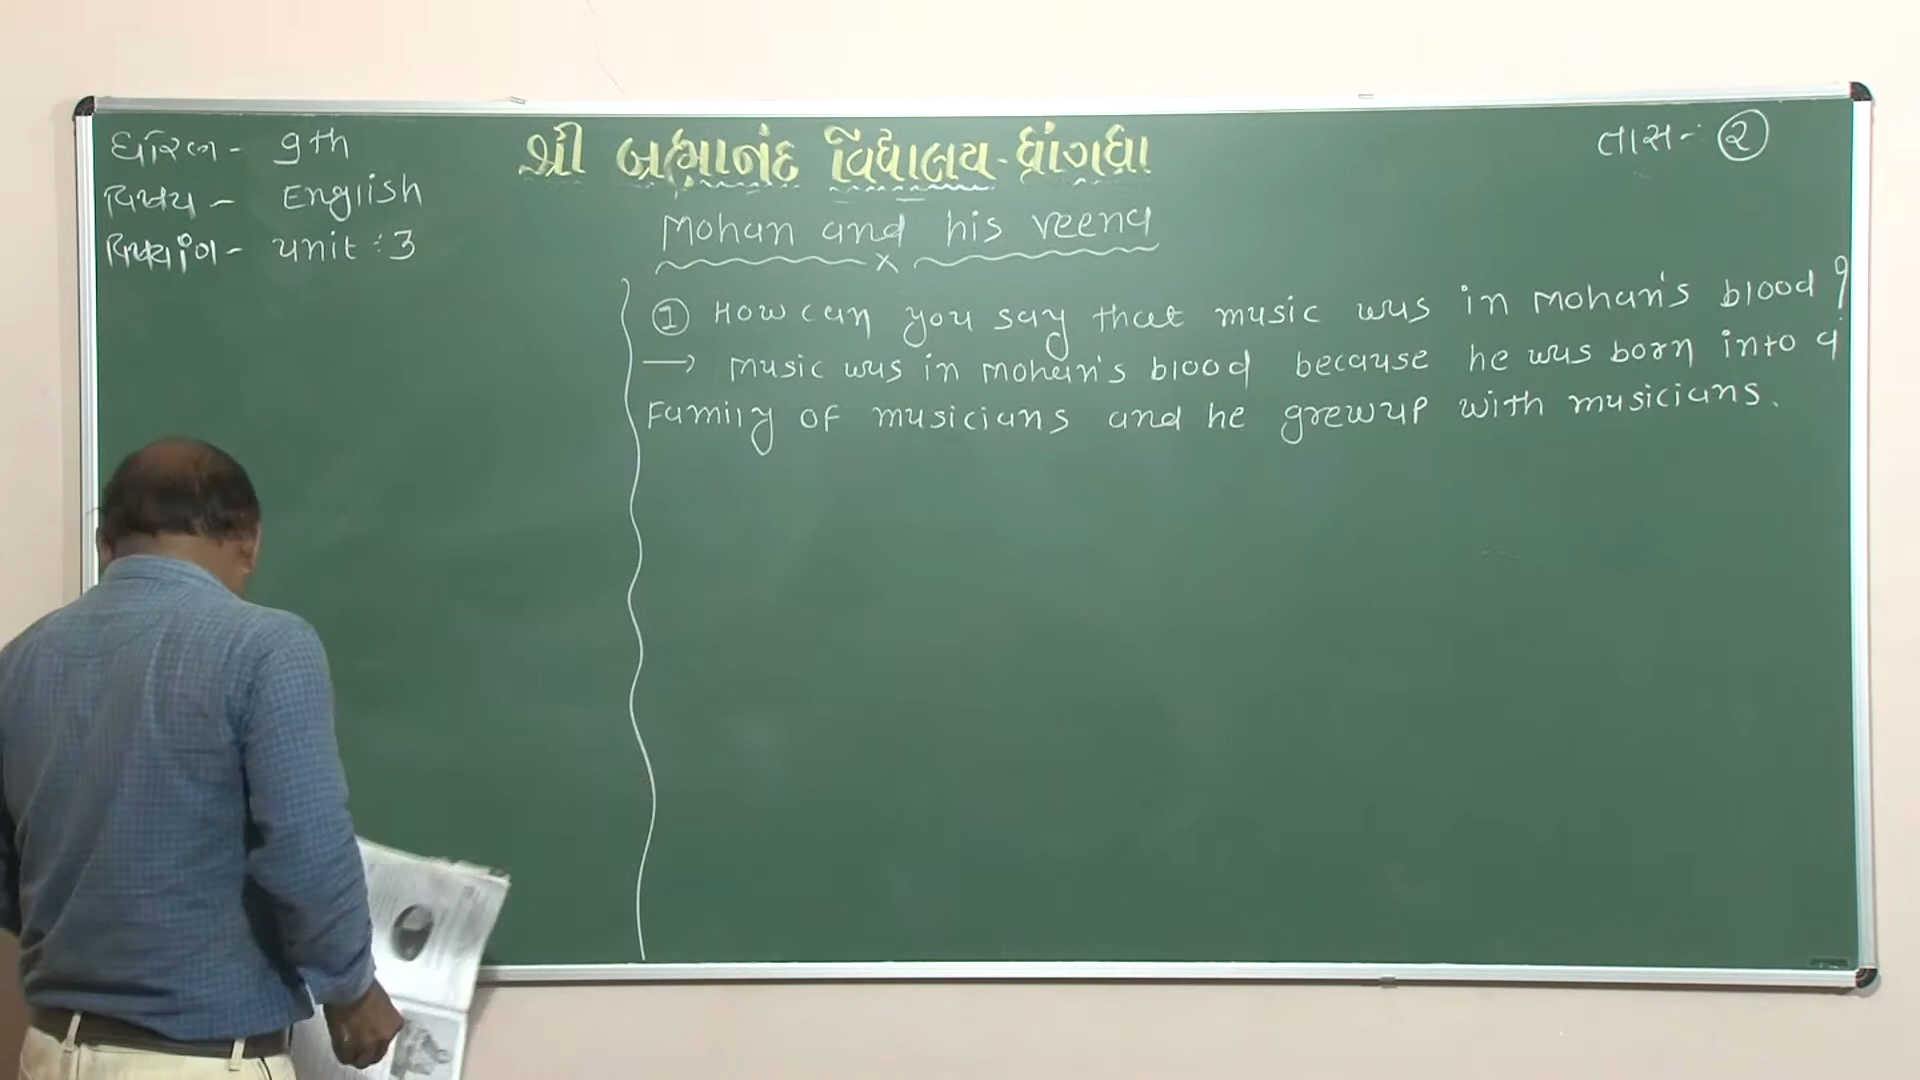 ધોરણ - 9th
વિષય - English
વિષયાંગ - unit : 3
શ્રી બ્રહ્માનંદ વિદ્યાલય - ધ્રાંગધ્રા
તાસ - ૨
Mohan and his veena
① How can you say that music was in Mohan's blood ?
→ Music was in Mohan's blood because he was born into a
Family of musicians and he grewup with musicians.